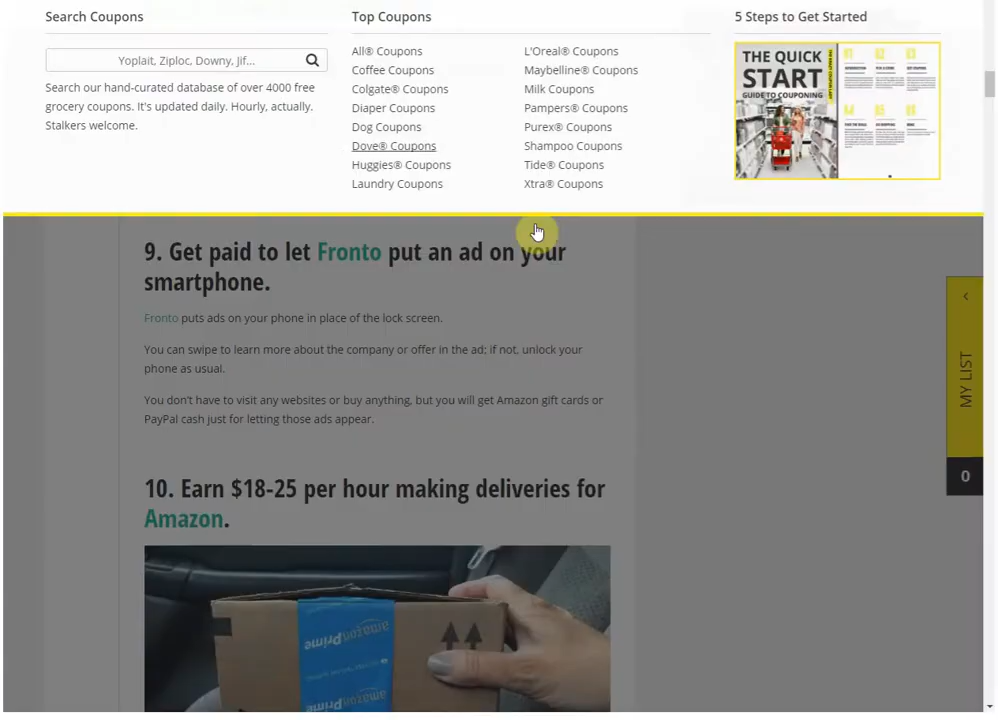 Search Coupons
Yoplait, Ziploc, Downy, Jif...
Search our hand-curated database of over 4000 free
grocery coupons. It's updated daily. Hourly, actually.
Stalkers welcome.
Top Coupons
All® Coupons
Coffee Coupons
Colgate® Coupons
Diaper Coupons
Dog Coupons
Dove® Coupons
Huggies® Coupons
Laundry Coupons
L'Oreal® Coupons
Maybelline® Coupons
Milk Coupons
Pampers® Coupons
Purex® Coupons
Shampoo Coupons
Tide® Coupons
Xtra® Coupons
5 Steps to Get Started
THE QUICK
START
GUIDE TO COUPONING
9. Get paid to let Fronto put an ad on your
smartphone.
Fronto puts ads on your phone in place of the lock screen.
You can swipe to learn more about the company or offer in the ad; if not, unlock your
phone as usual.
You don't have to visit any websites or buy anything, but you will get Amazon gift cards or
PayPal cash just for letting those ads appear.
10. Earn $18-25 per hour making deliveries for
Amazon.
amazonPrime
amazon
MY LIST
0